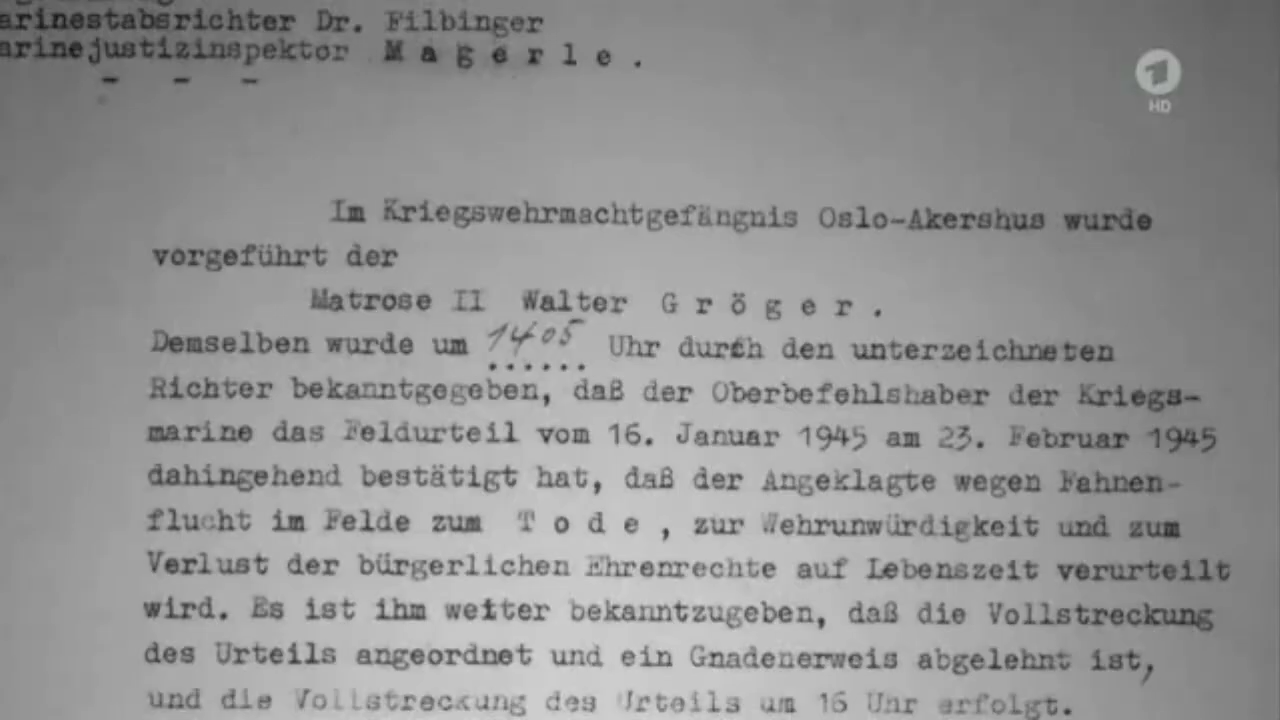 arinestabsrichter Dr. Filbinger
arinejustizinspektor M a g e r l e .
- - -
1
HD
Im Kriegswehrmachtgefängnis Oslo-Akershus wurde
vorgeführt der
Matrose II Walter G r ö g e r .
Demselben wurde um 1405 Uhr durch den unterzeichneten
Richter bekanntgegeben, daß der Oberbefehlshaber der Kriegs-
marine das Feldurteil vom 16. Januar 1945 am 23. Februar 1945
dahingehend bestätigt hat, daß der Angeklagte wegen Fahnen-
flucht im Felde zum T o d e , zur Wehrunwürdigkeit und zum
Verlust der bürgerlichen Ehrenrechte auf Lebenszeit verurteilt
wird. Es ist ihm weiter bekanntzugeben, daß die Vollstreckung
des Urteils angeordnet und ein Gnadenerweis abgelehnt ist,
und die Vollstreckung des Urteils um 16 Uhr erfolgt.